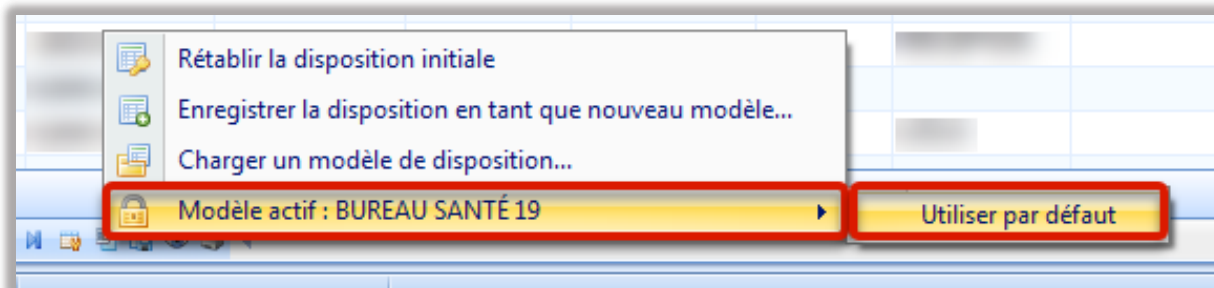 Rétablir la disposition initiale
Enregistrer la disposition en tant que nouveau modèle...
Charger un modèle de disposition...
Modèle actif : BUREAU SANTÉ 19
Utiliser par défaut